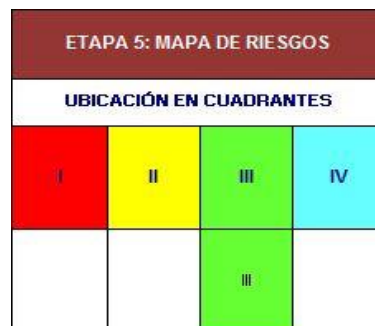 ETAPA 5: MAPA DE RIESGOS
UBICACIÓN EN CUADRANTES
I II III IV
III